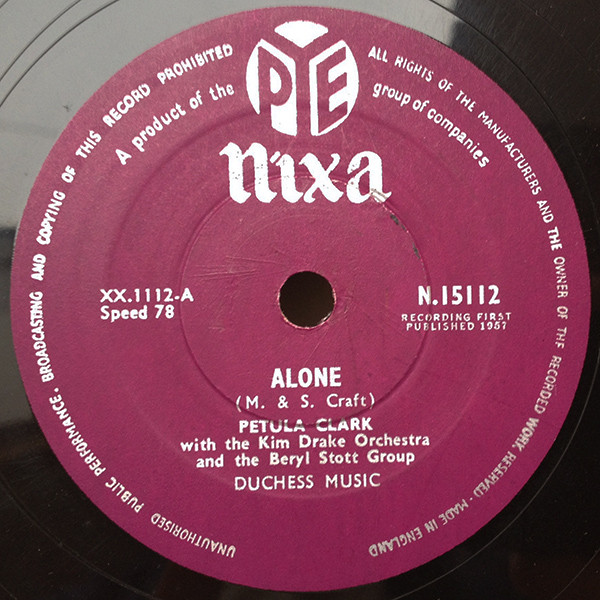 UNAUTHORISED PUBLIC PERFORMANCE, BROADCASTING AND COPYING OF THIS RECORD PROHIBITED
ALL RIGHTS OF THE MANUFACTURERS AND THE OWNER OF THE RECORDED WORK RESERVED - MADE IN ENGLAND
A product of the
PYE
group of companies
nixa
XX.1112-A
Speed 78
N.15112
RECORDING FIRST
PUBLISHED 1957
ALONE
(M. & S. Craft)
PETULA CLARK
with the Kim Drake Orchestra
and the Beryl Stott Group
DUCHESS MUSIC